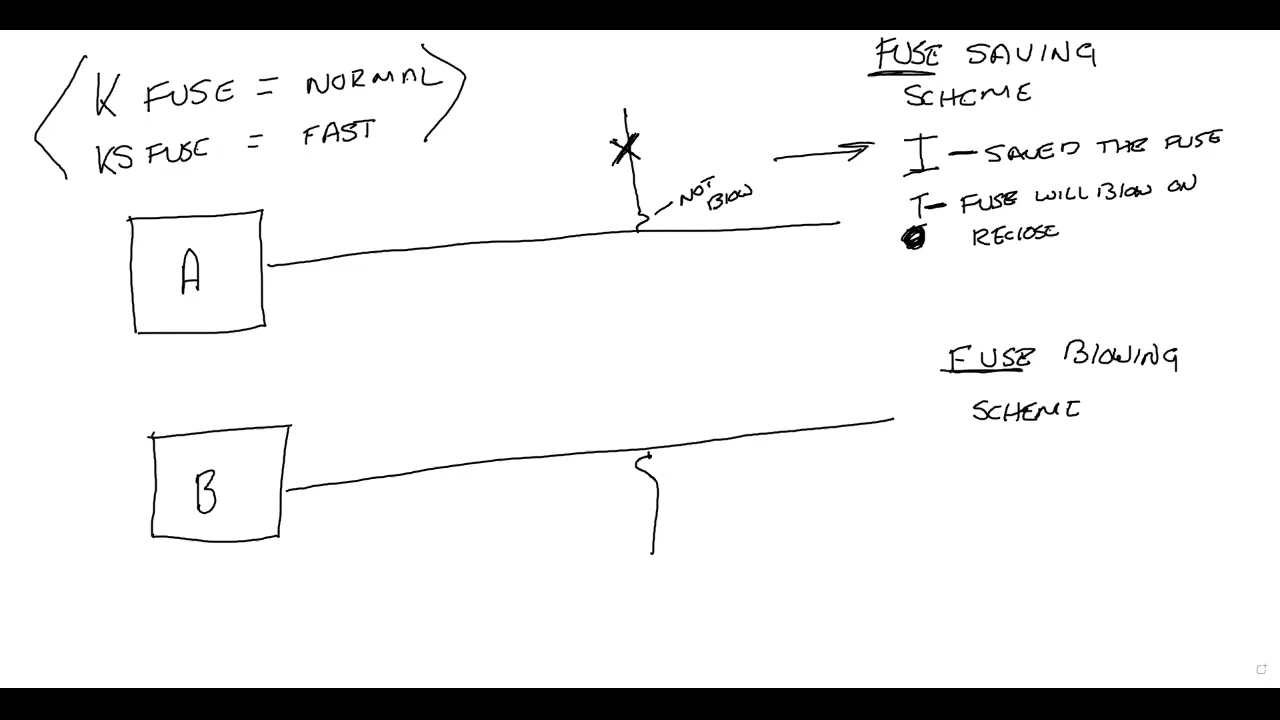 K FUSE = NORMAL
KS FUSE = FAST
FUSE SAVING
SCHEME
I - SAVED THE FUSE
T - FUSE WILL BLOW ON
RECLOSE
NOT
BLOW
A
FUSE BLOWING
SCHEME
B